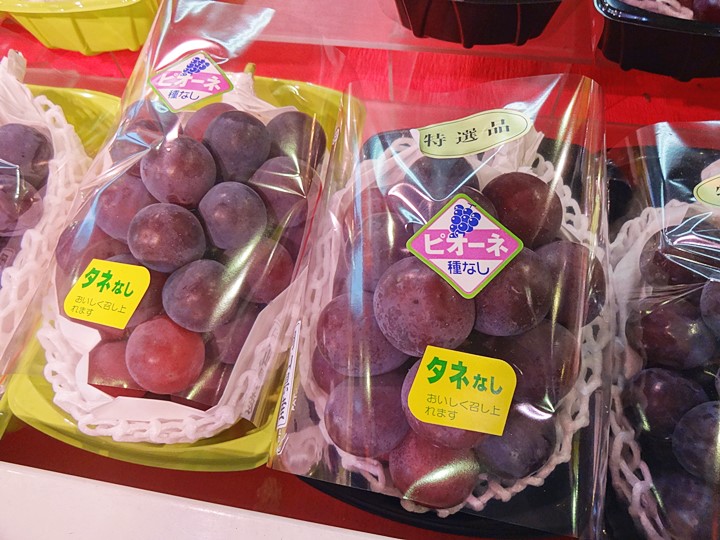 ピオーネ
種なし
タネなし
おいしく召し上
れます
特選品
ピオーネ
種なし
タネなし
おいしく召し上
れます